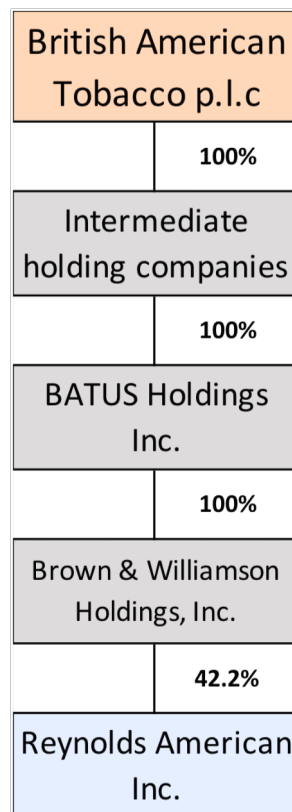 British American
Tobacco p.l.c
100%
Intermediate
holding companies
100%
BATUS Holdings
Inc.
100%
Brown & Williamson
Holdings, Inc.
42.2%
Reynolds American
Inc.